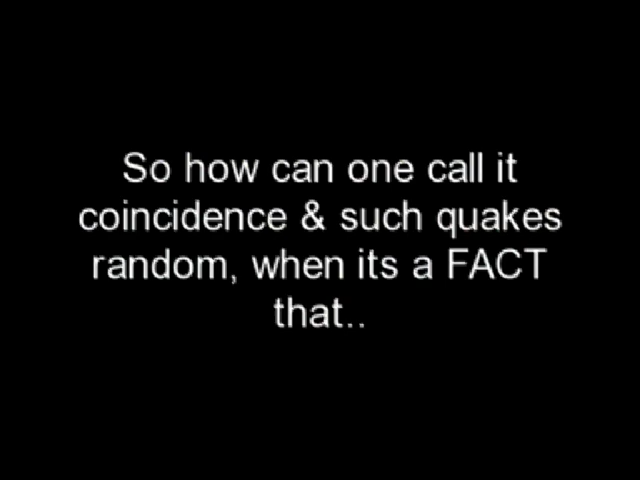 So how can one call it
coincidence & such quakes
random, when its a FACT
that..